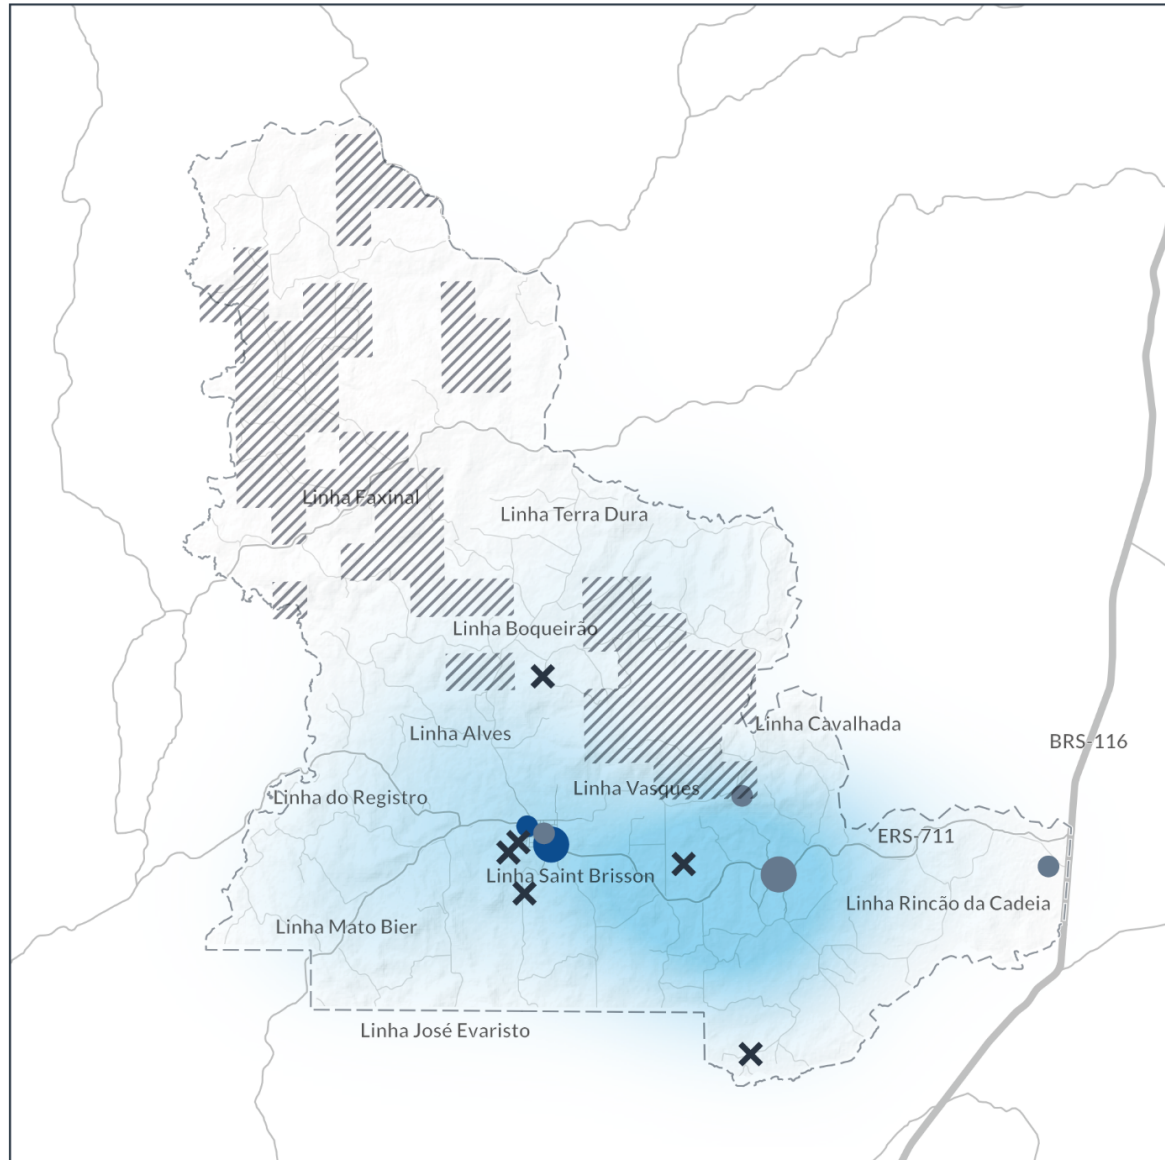 Linha Faxinal
Linha Terra Dura
Linha Boqueirão
Linha Cavalhada
Linha Alves
BRS-116
Linha Vasques
Linha do Registro
ERS-711
Linha Saint Brisson
Linha Rincão da Cadeia
Linha Mato Bier
Linha José Evaristo